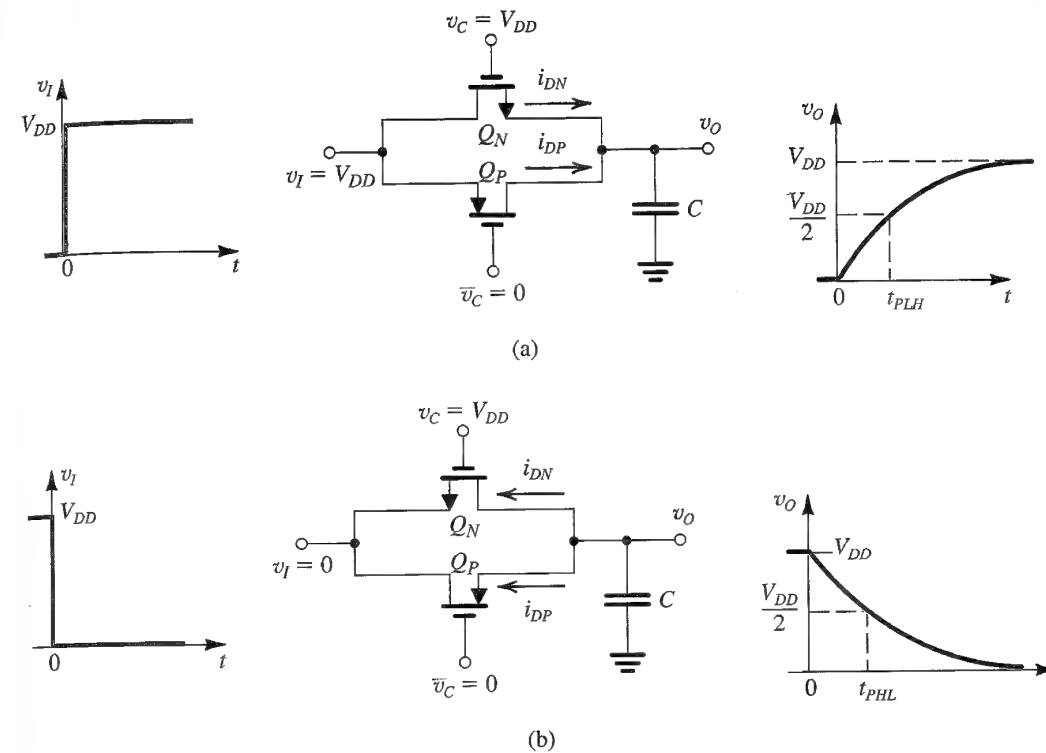 v_C = V_DD
v_I
V_DD
0
t
i_DN
Q_N
v_I = V_DD
i_DP
Q_P
v_O
C
v̅_C = 0
v_O
V_DD
V_DD/2
0
t_PLH
t
(a)
v_C = V_DD
v_I
V_DD
0
t
i_DN
Q_N
v_I = 0
Q_P
i_DP
v_O
C
v̅_C = 0
v_O
V_DD
V_DD/2
0
t_PHL
(b)